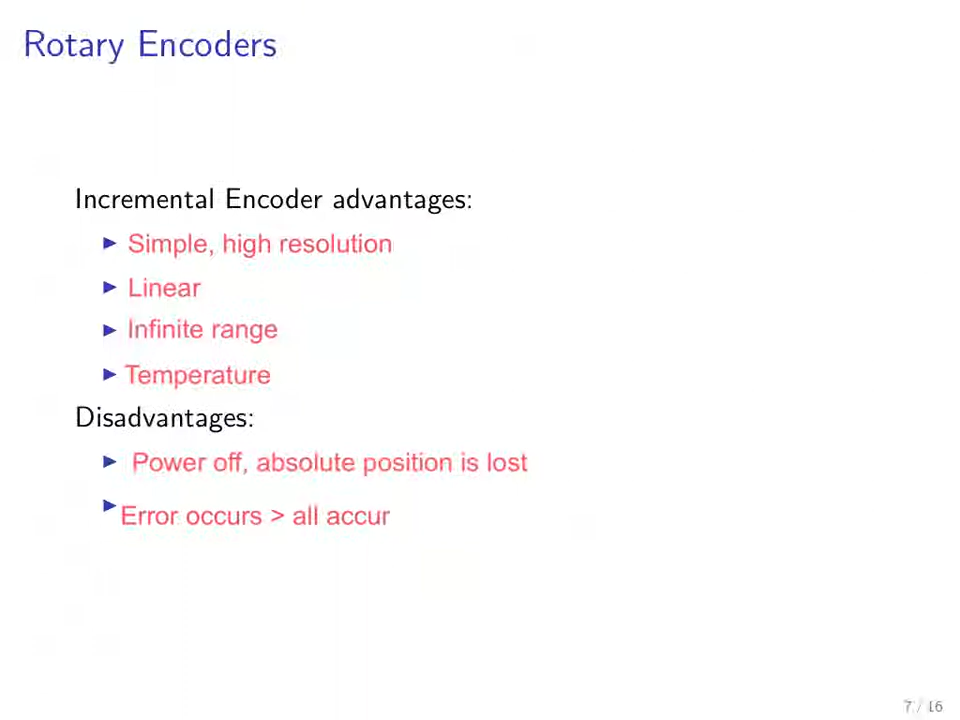 Rotary Encoders
Incremental Encoder advantages:
Simple, high resolution
Linear
Infinite range
Temperature
Disadvantages:
Power off, absolute position is lost
Error occurs > all accur
7 / 16